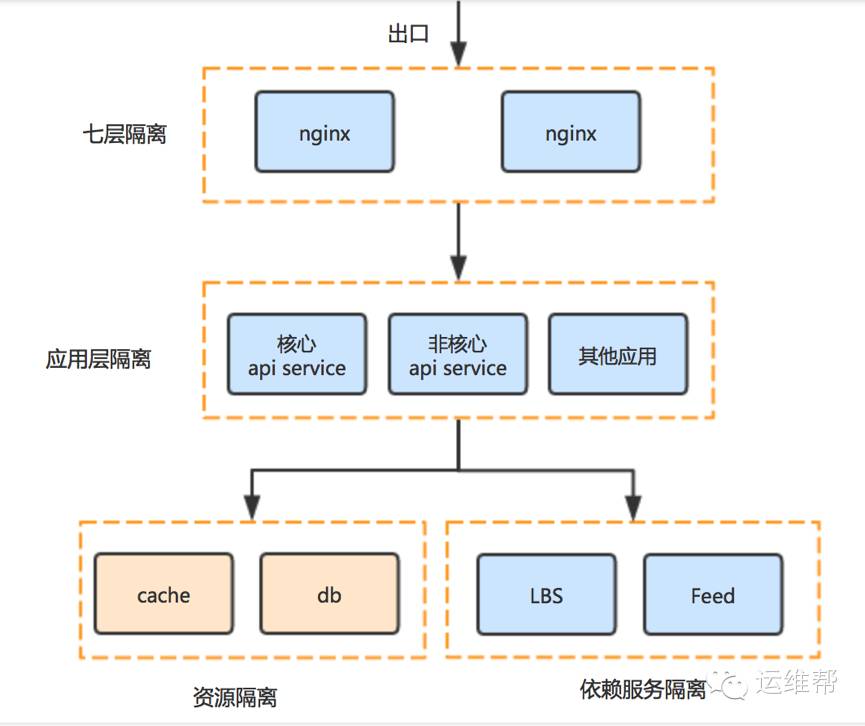 出口
七层隔离
nginx
nginx
应用层隔离
核心
api service
非核心
api service
其他应用
cache
db
LBS
Feed
资源隔离
依赖服务隔离
运维帮